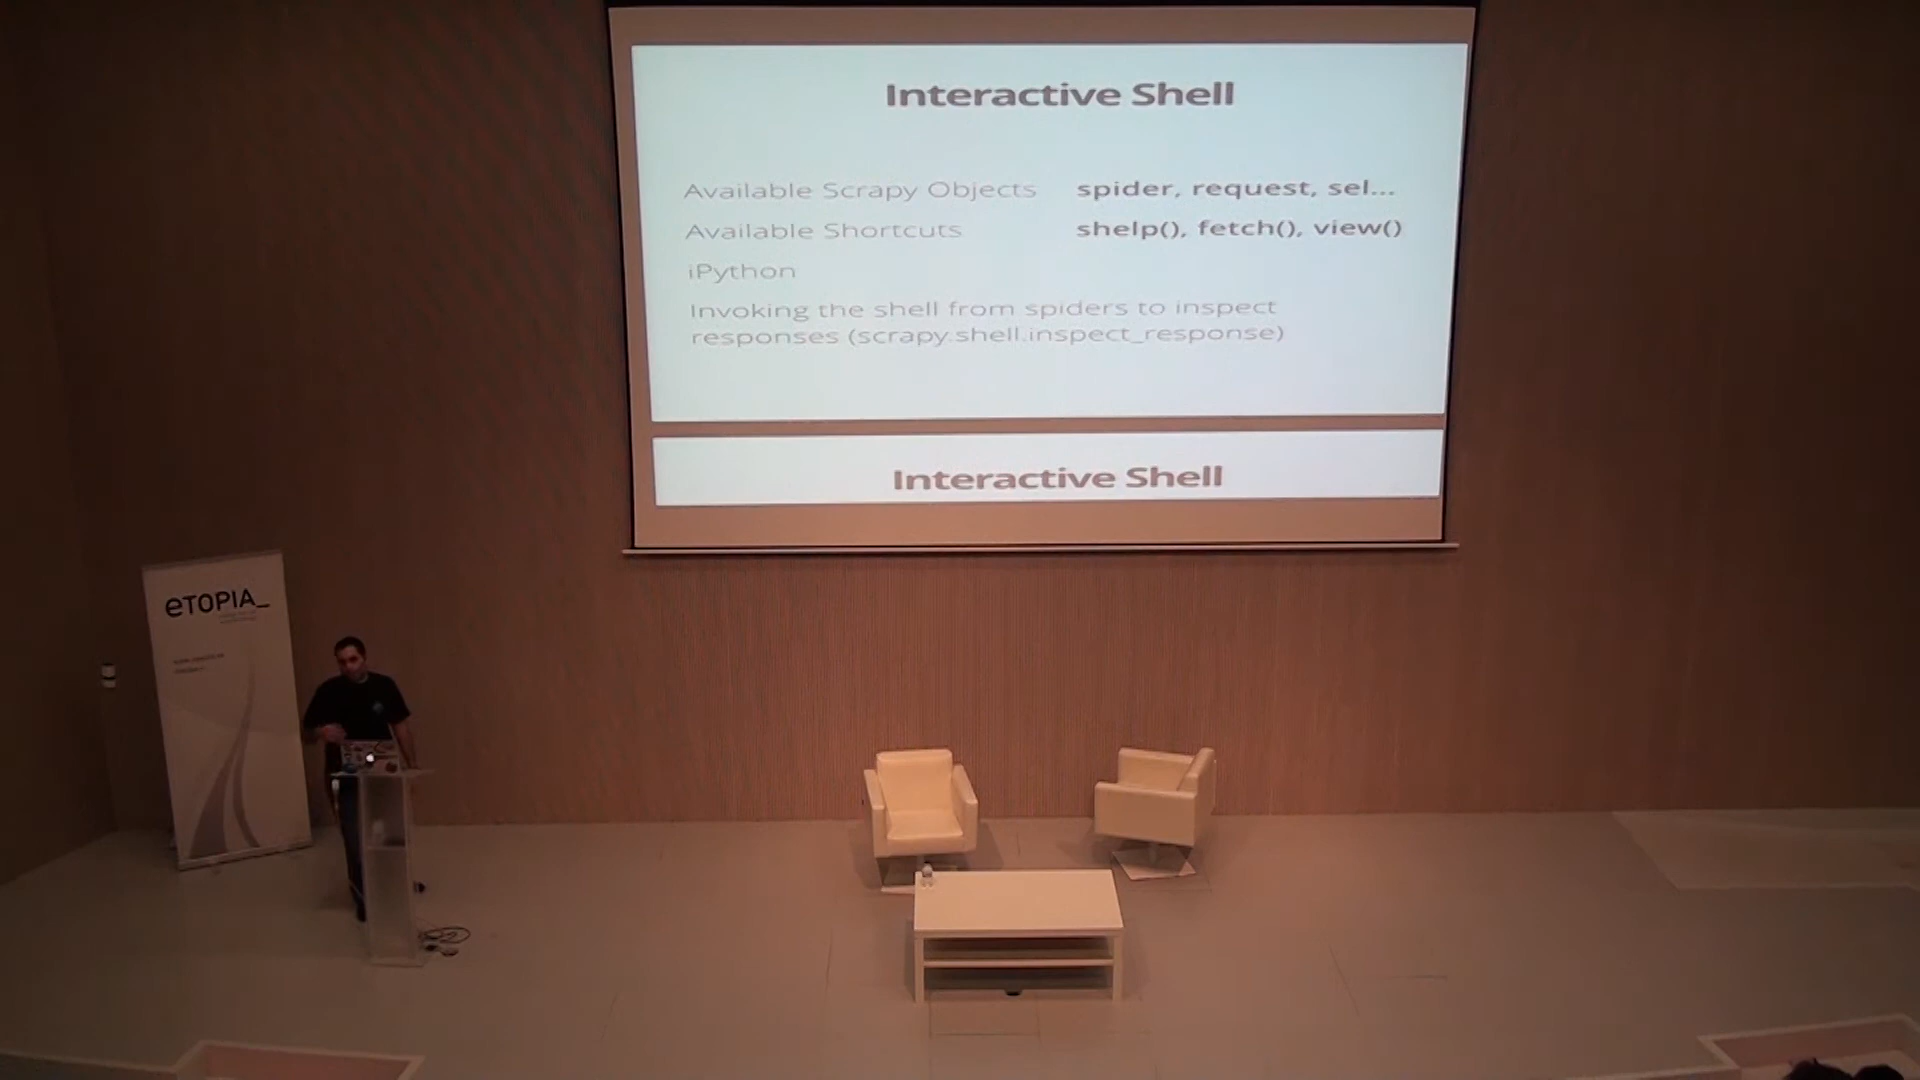 Interactive Shell
Available Scrapy Objects spider, request, sel...
Available Shortcuts shelp(), fetch(), view()
iPython
Invoking the shell from spiders to inspect
responses (scrapy.shell.inspect_response)
Interactive Shell
eTOPIA_